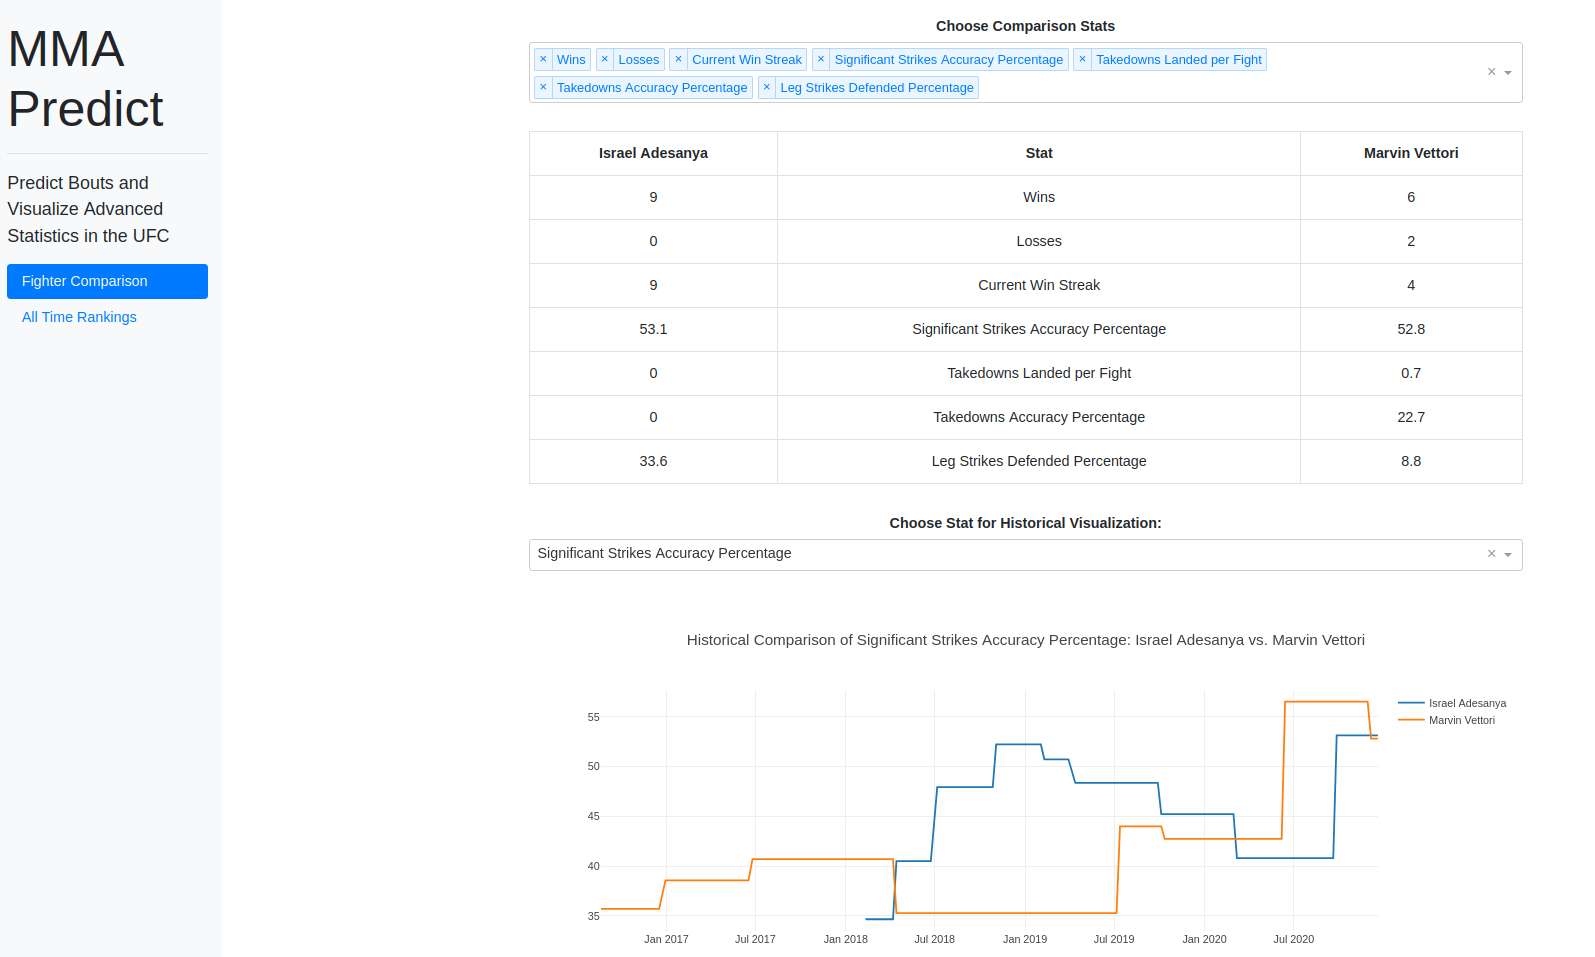 MMA
Predict
Predict Bouts and
Visualize Advanced
Statistics in the UFC
Fighter Comparison
All Time Rankings
Choose Comparison Stats
× Wins × Losses × Current Win Streak × Significant Strikes Accuracy Percentage × Takedowns Landed per Fight
× Takedowns Accuracy Percentage × Leg Strikes Defended Percentage
×
Israel Adesanya Stat Marvin Vettori
9 Wins 6
0 Losses 2
9 Current Win Streak 4
53.1 Significant Strikes Accuracy Percentage 52.8
0 Takedowns Landed per Fight 0.7
0 Takedowns Accuracy Percentage 22.7
33.6 Leg Strikes Defended Percentage 8.8
Choose Stat for Historical Visualization:
Significant Strikes Accuracy Percentage ×
Historical Comparison of Significant Strikes Accuracy Percentage: Israel Adesanya vs. Marvin Vettori
Israel Adesanya
Marvin Vettori
55
50
45
40
35
Jan 2017 Jul 2017 Jan 2018 Jul 2018 Jan 2019 Jul 2019 Jan 2020 Jul 2020